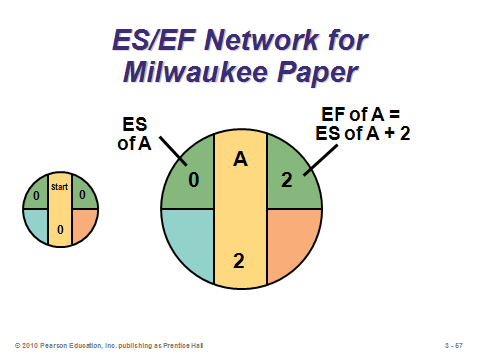 ES/EF Network for
Milwaukee Paper
ES
of A
EF of A =
ES of A + 2
A
0
2
2
Start
0
0
0
© 2010 Pearson Education, Inc. publishing as Prentice Hall
3 - 57